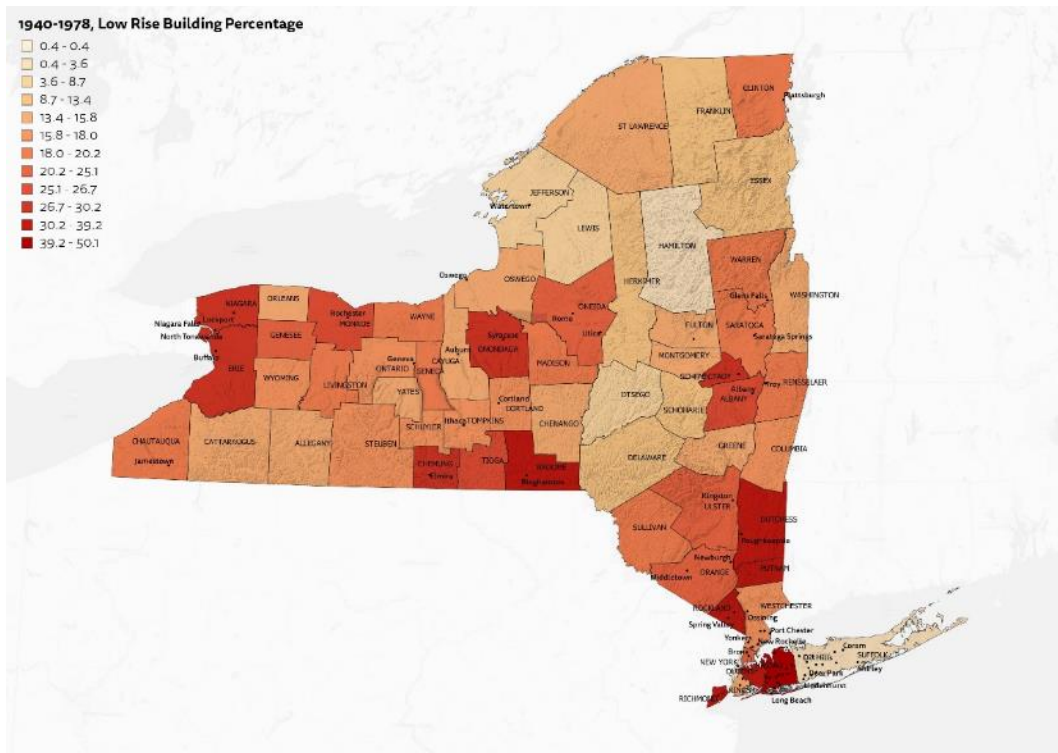 1940-1978, Low Rise Building Percentage
0.4 - 0.4
0.4 - 3.6
3.6 - 8.7
8.7 - 13.4
13.4 - 15.8
15.8 - 18.0
18.0 - 20.2
20.2 - 25.1
25.1 - 26.7
26.7 - 30.2
30.2 - 39.2
39.2 - 50.1
CLINTON
Plattsburgh
FRANKLIN
ST LAWRENCE
ESSEX
JEFFERSON
Watertown
LEWIS
HAMILTON
HERKIMER
WARREN
Oswego
OSWEGO
ONEIDA
Glens Falls
WASHINGTON
NIAGARA
Lockport
ORLEANS
Rochester
MONROE
WAYNE
Rome
Utica
FULTON
SARATOGA
Saratoga Springs
Niagara Falls
North Tonawanda
GENESEE
Syracuse
ONONDAGA
Buffalo
Geneva
ONTARIO
Auburn
CAYUGA
MADISON
MONTGOMERY
ERIE
WYOMING
LIVINGSTON
YATES
Albany
ALBANY
Troy
RENSSELAER
Cortland
CORTLAND
OTSEGO
SCHOHARIE
CHAUTAUQUA
Jamestown
CATTARAUGUS
ALLEGANY
STEUBEN
SCHUYLER
Ithaca
TOMPKINS
CHENANGO
GREENE
COLUMBIA
CHEMUNG
Elmira
TIOGA
BROOME
Binghamton
DELAWARE
Kingston
ULSTER
DUTCHESS
Poughkeepsie
SULLIVAN
Newburgh
Middletown
ORANGE
PUTNAM
ROCKLAND
WESTCHESTER
Ossining
Spring Valley
Port Chester
Yonkers
New Rochelle
Bronx
NEW YORK
Coram
SUFFOLK
Shirley
Deer Park
Lindenhurst
RICHMOND
Long Beach